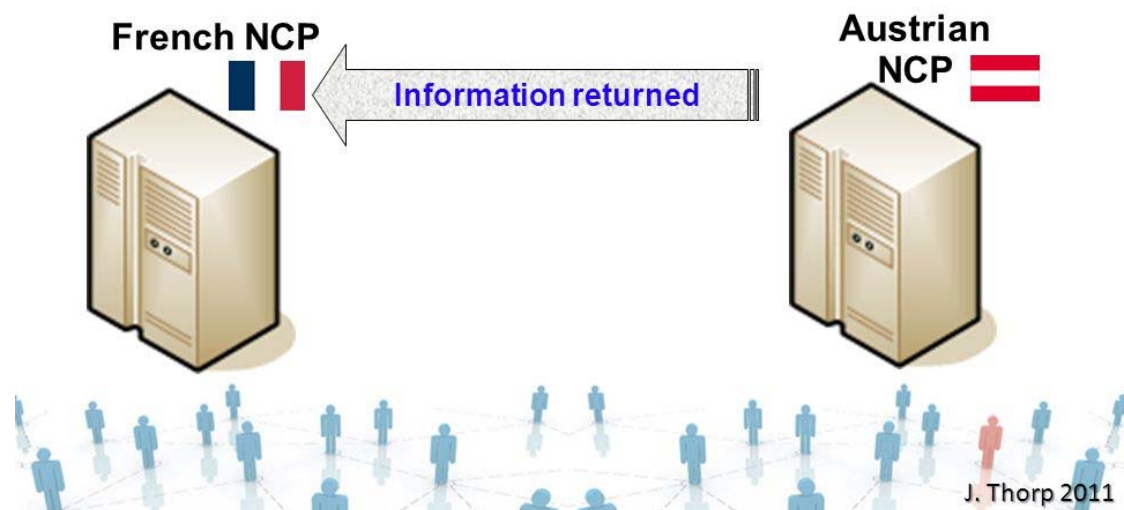 French NCP
Austrian
NCP
Information returned
J. Thorp 2011